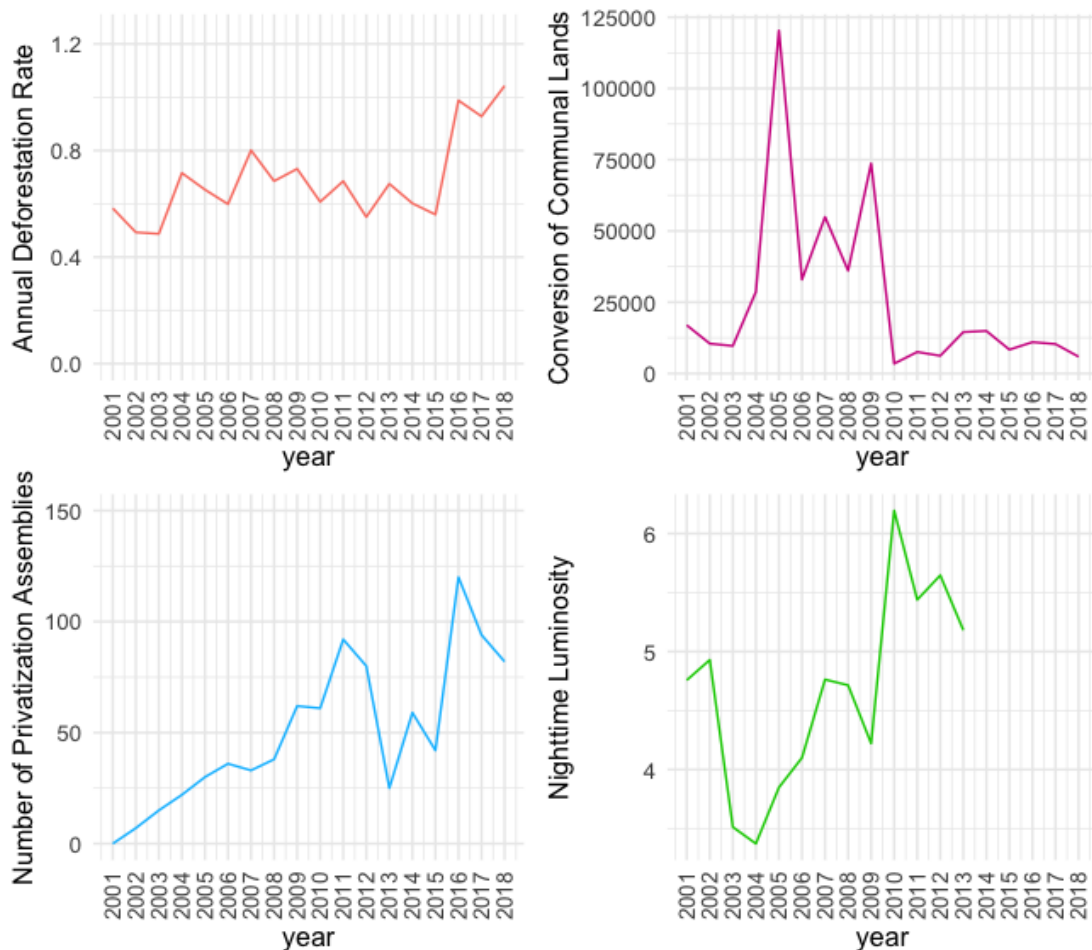 Annual Deforestation Rate
1.2
0.8
0.4
0.0
2001 2002 2003 2004 2005 2006 2007 2008 2009 2010 2011 2012 2013 2014 2015 2016 2017 2018
year
Conversion of Communal Lands
125000
100000
75000
50000
25000
0
2001 2002 2003 2004 2005 2006 2007 2008 2009 2010 2011 2012 2013 2014 2015 2016 2017 2018
year
Number of Privatization Assemblies
150
100
50
0
2001 2002 2003 2004 2005 2006 2007 2008 2009 2010 2011 2012 2013 2014 2015 2016 2017 2018
year
Nighttime Luminosity
6
5
4
2001 2002 2003 2004 2005 2006 2007 2008 2009 2010 2011 2012 2013 2014 2015 2016 2017 2018
year